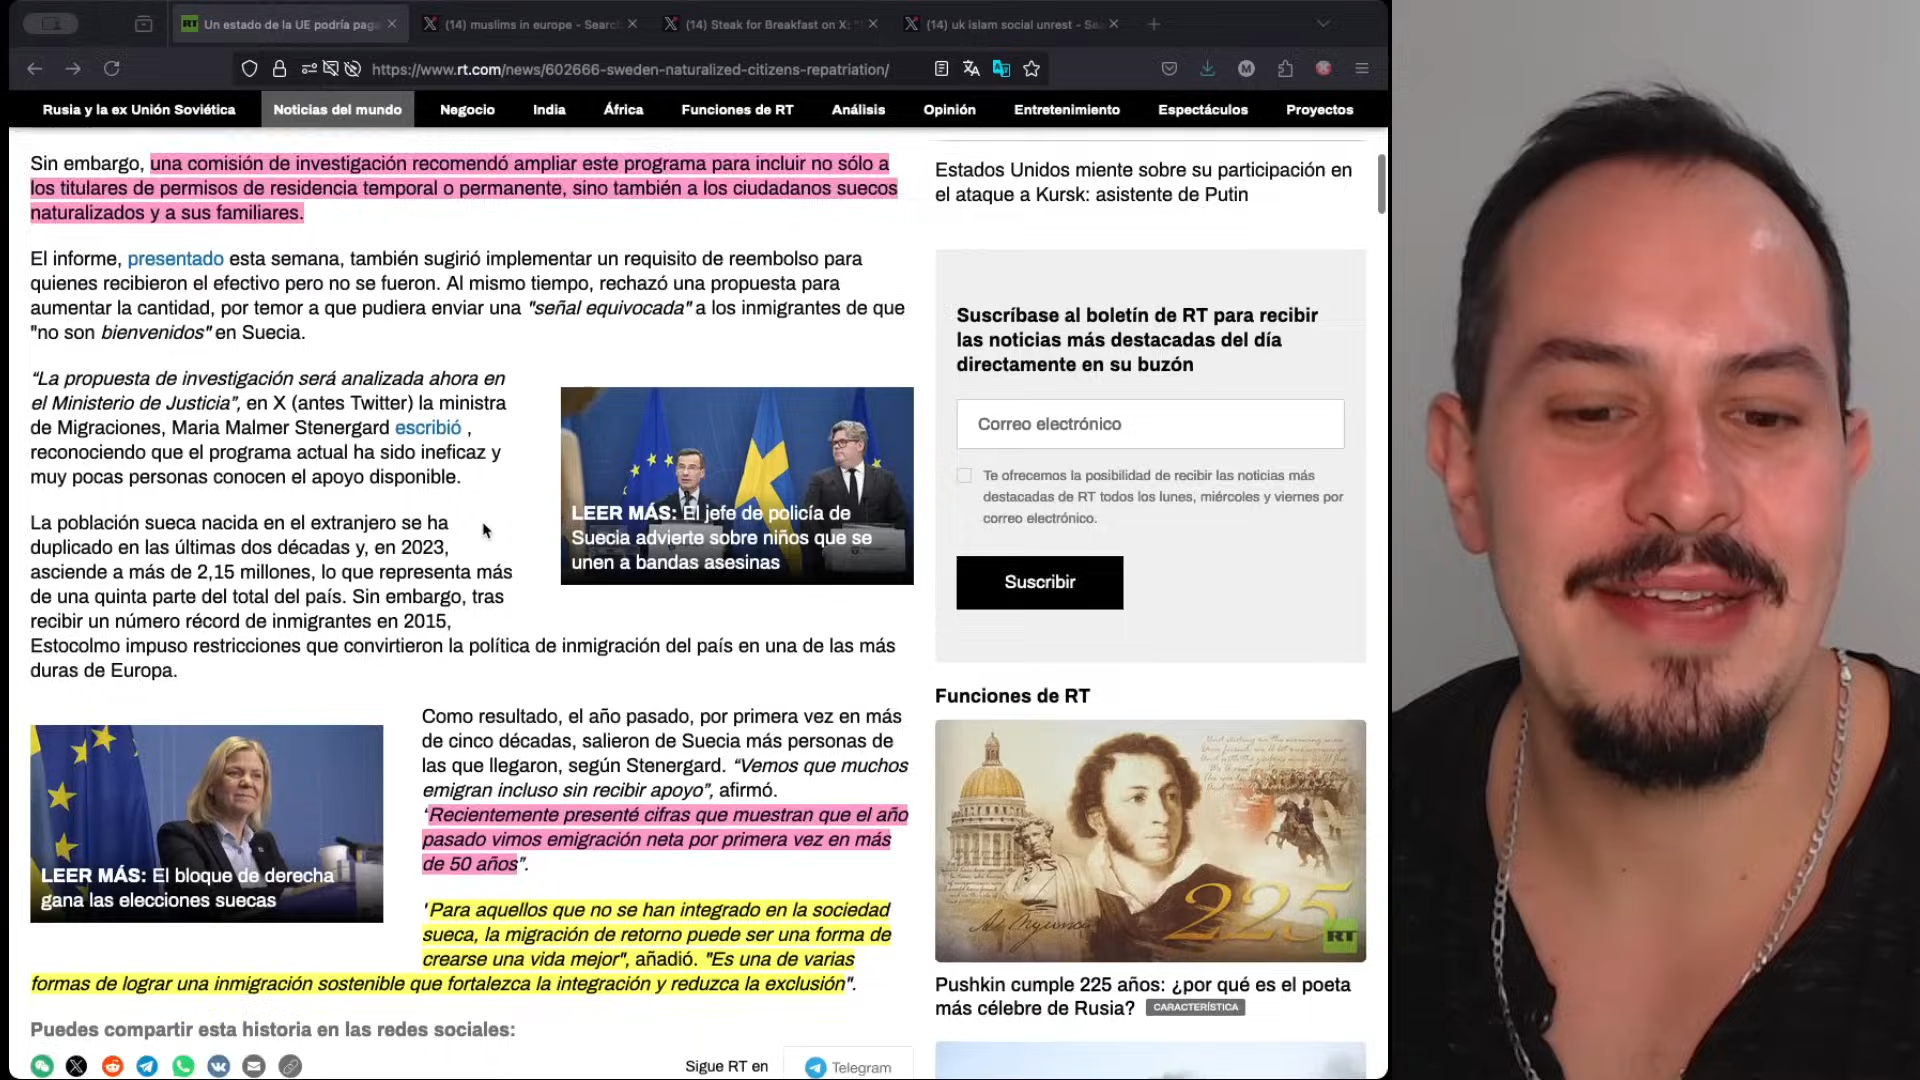 RT Un estado de la UE podría paga
(14) muslims in europe - Search
(14) Steak for Breakfast on X: "
(14) uk islam social unrest - Se
https://www.rt.com/news/602666-sweden-naturalized-citizens-repatriation/
Rusia y la ex Unión Soviética Noticias del mundo Negocio India África Funciones de RT Análisis Opinión Entretenimiento Espectáculos Proyectos
Sin embargo, una comisión de investigación recomendó ampliar este programa para incluir no sólo a
los titulares de permisos de residencia temporal o permanente, sino también a los ciudadanos suecos
naturalizados y a sus familiares.
El informe, presentado esta semana, también sugirió implementar un requisito de reembolso para
quienes recibieron el efectivo pero no se fueron. Al mismo tiempo, rechazó una propuesta para
aumentar la cantidad, por temor a que pudiera enviar una "señal equivocada" a los inmigrantes de que
"no son bienvenidos" en Suecia.
“La propuesta de investigación será analizada ahora en
el Ministerio de Justicia”, en X (antes Twitter) la ministra
de Migraciones, Maria Malmer Stenergard escribió ,
reconociendo que el programa actual ha sido ineficaz y
muy pocas personas conocen el apoyo disponible.
LEER MÁS: El jefe de policía de
Suecia advierte sobre niños que se
unen a bandas asesinas
La población sueca nacida en el extranjero se ha
duplicado en las últimas dos décadas y, en 2023,
asciende a más de 2,15 millones, lo que representa más
de una quinta parte del total del país. Sin embargo, tras
recibir un número récord de inmigrantes en 2015,
Estocolmo impuso restricciones que convirtieron la política de inmigración del país en una de las más
duras de Europa.
LEER MÁS: El bloque de derecha
gana las elecciones suecas
Como resultado, el año pasado, por primera vez en más
de cinco décadas, salieron de Suecia más personas de
las que llegaron, según Stenergard. “Vemos que muchos
emigran incluso sin recibir apoyo”, afirmó.
‘Recientemente presenté cifras que muestran que el año
pasado vimos emigración neta por primera vez en más
de 50 años”.
'Para aquellos que no se han integrado en la sociedad
sueca, la migración de retorno puede ser una forma de
crearse una vida mejor", añadió. "Es una de varias
formas de lograr una inmigración sostenible que fortalezca la integración y reduzca la exclusión".
Puedes compartir esta historia en las redes sociales:
Sigue RT en Telegram
Estados Unidos miente sobre su participación en
el ataque a Kursk: asistente de Putin
Suscríbase al boletín de RT para recibir
las noticias más destacadas del día
directamente en su buzón
Correo electrónico
Te ofrecemos la posibilidad de recibir las noticias más
destacadas de RT todos los lunes, miércoles y viernes por
correo electrónico.
Suscribir
Funciones de RT
225
RT
Pushkin cumple 225 años: ¿por qué es el poeta
más célebre de Rusia? CARACTERÍSTICA